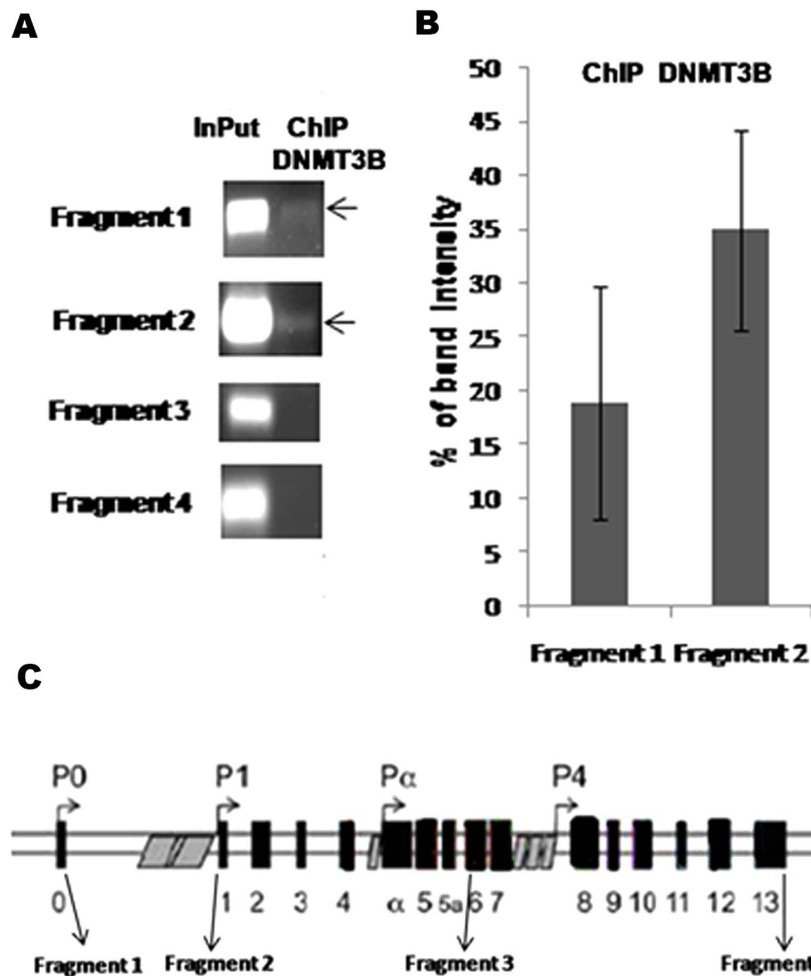 A
InPut ChIP
DNMT3B
Fragment 1
Fragment 2
Fragment 3
Fragment 4
B
ChIP DNMT3B
50
45
40
35
30
25
20
15
10
5
0
% of band Intensity
Fragment 1 Fragment 2
C
P0 P1 Pα P4
0 1 2 3 4 α 5 5a 6 7 8 9 10 11 12 13
Fragment 1 Fragment 2 Fragment 3 Fragment